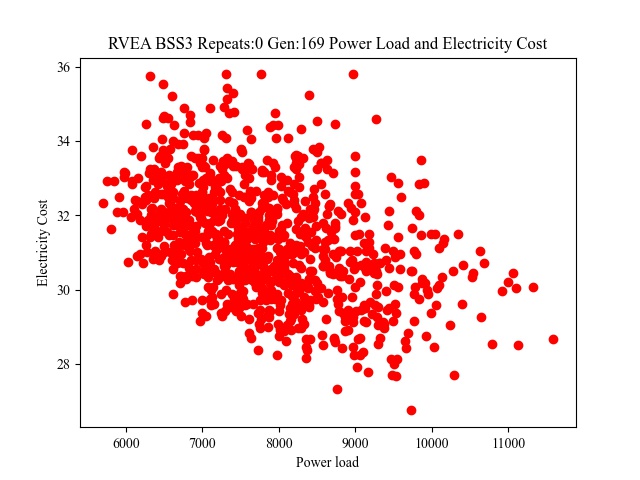 RVEA BSS3 Repeats:0 Gen:169 Power Load and Electricity Cost
36
34
32
30
28
Electricity Cost
6000 7000 8000 9000 10000 11000
Power load